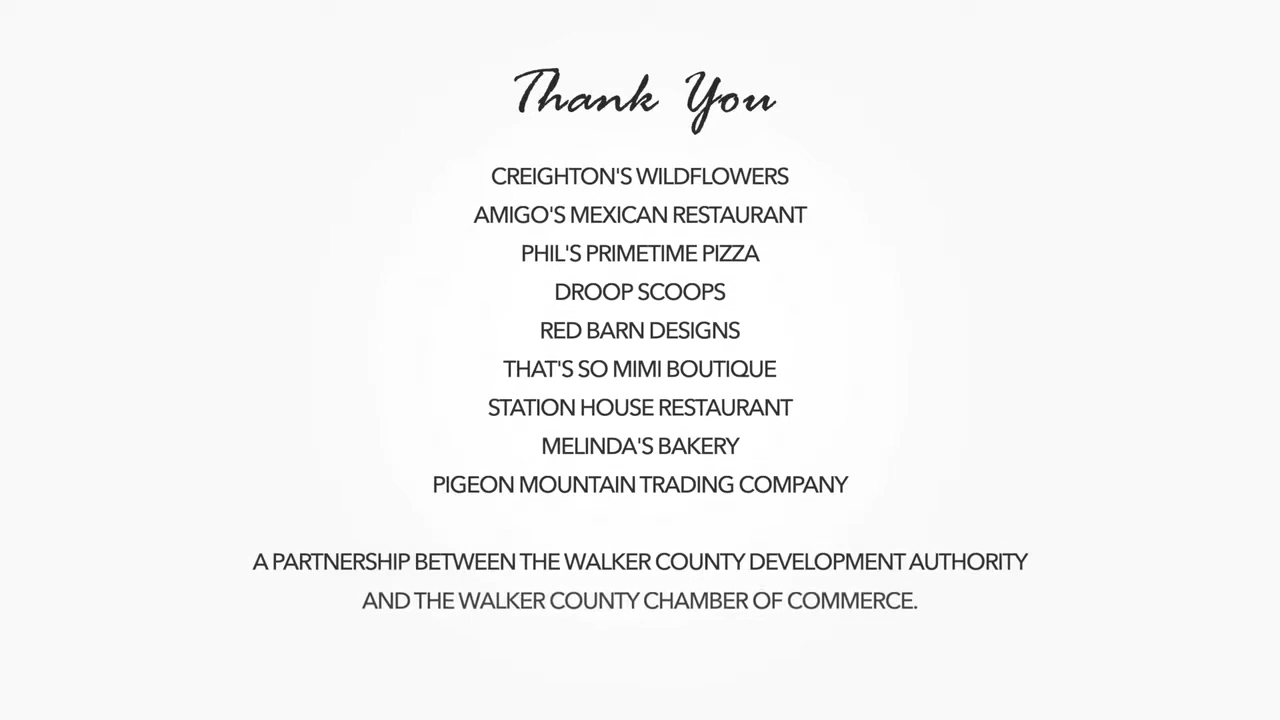 Thank You
CREIGHTON'S WILDFLOWERS
AMIGO'S MEXICAN RESTAURANT
PHIL'S PRIMETIME PIZZA
DROOP SCOOPS
RED BARN DESIGNS
THAT'S SO MIMI BOUTIQUE
STATION HOUSE RESTAURANT
MELINDA'S BAKERY
PIGEON MOUNTAIN TRADING COMPANY
A PARTNERSHIP BETWEEN THE WALKER COUNTY DEVELOPMENT AUTHORITY
AND THE WALKER COUNTY CHAMBER OF COMMERCE.